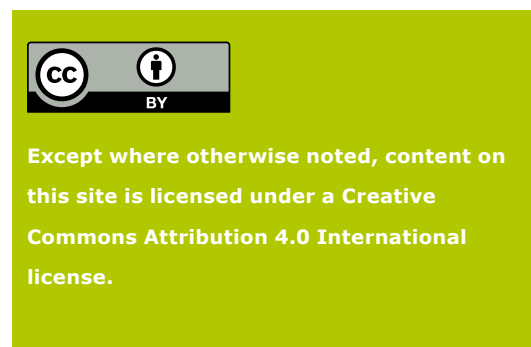 CC
BY
Except where otherwise noted, content on
this site is licensed under a Creative
Commons Attribution 4.0 International
license.